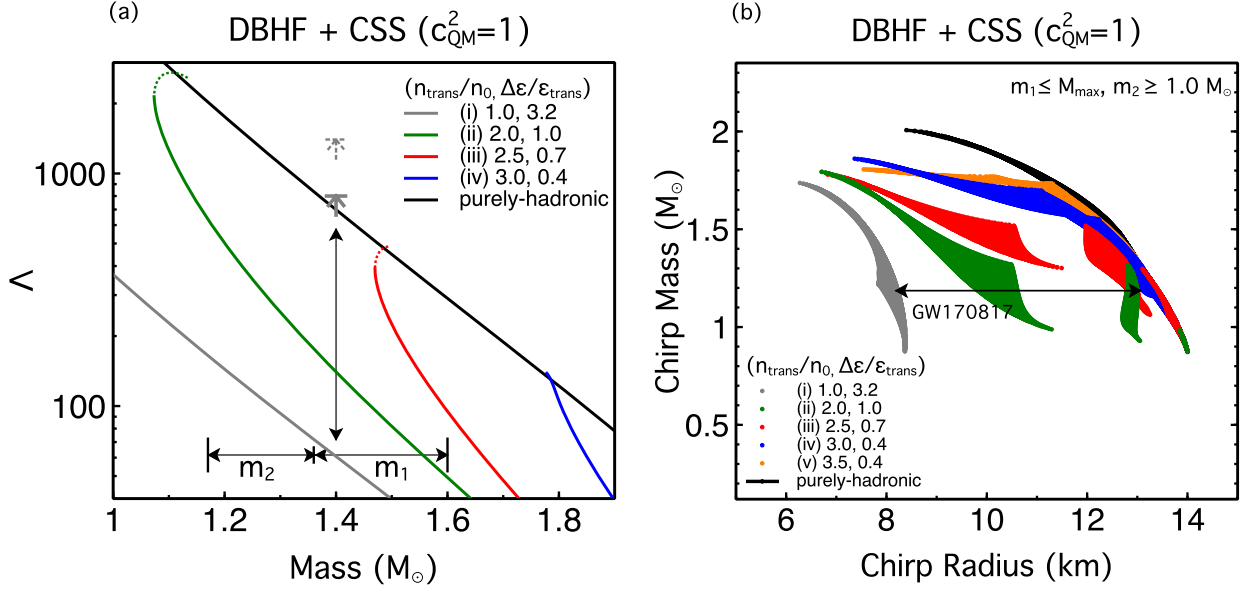 (a)
DBHF + CSS (c²QM=1)
(ntrans/n0, Δε/εtrans)
(i) 1.0, 3.2
(ii) 2.0, 1.0
(iii) 2.5, 0.7
(iv) 3.0, 0.4
purely-hadronic
1000
100
Λ
m2
m1
1
1.2
1.4
1.6
1.8
Mass (M☉)
(b)
DBHF + CSS (c²QM=1)
m1≤ Mmax, m2 ≥ 1.0 M☉
2
1.5
1
0.5
Chirp Mass (M☉)
GW170817
(ntrans/n0, Δε/εtrans)
(i) 1.0, 3.2
(ii) 2.0, 1.0
(iii) 2.5, 0.7
(iv) 3.0, 0.4
(v) 3.5, 0.4
purely-hadronic
6
8
10
12
14
Chirp Radius (km)